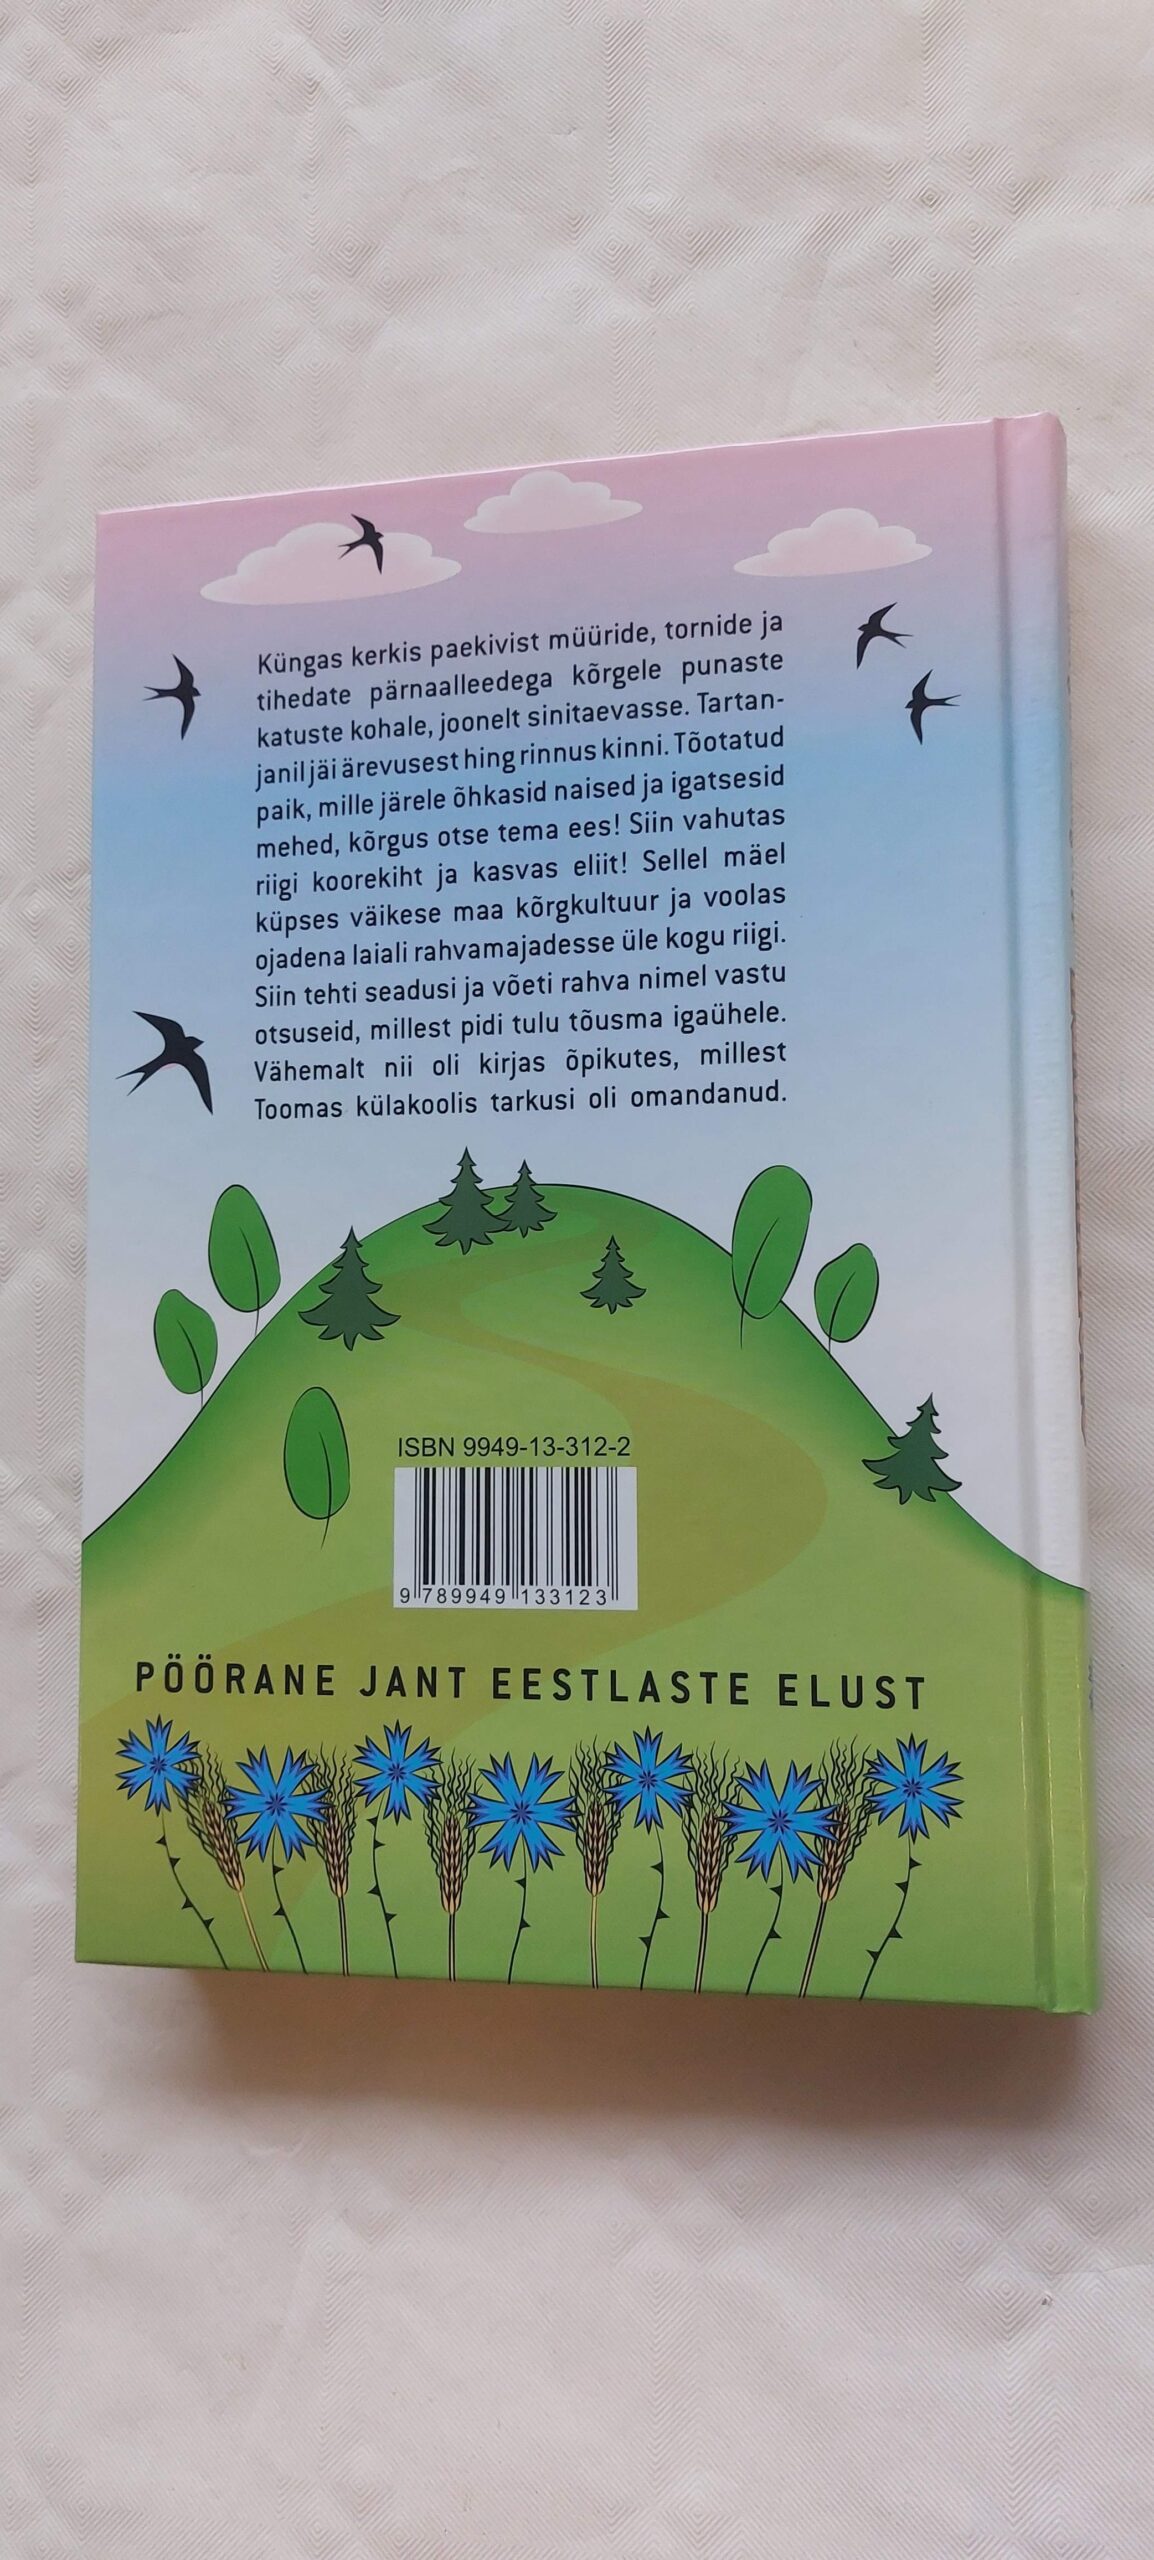 Küngas kerkis paekivist müüride, tornide ja
tihedate pärnaalleedega kõrgele punaste
katuste kohale, joonelt sinitaevasse. Tartan-
janil jäi ärevusest hing rinnus kinni. Tõotatud
paik, mille järele õhkasid naised ja igatsesid
mehed, kõrgus otse tema ees! Siin vahutas
riigi koorekiht ja kasvas eliit! Sellel mäel
küpses väikese maa kõrgkultuur ja voolas
ojadena laiali rahvamajadesse üle kogu riigi.
Siin tehti seadusi ja võeti rahva nimel vastu
otsuseid, millest pidi tulu tõusma igaühele.
Vähemalt nii oli kirjas õpikutes, millest
Toomas külakoolis tarkusi oli omandanud.
ISBN 9949-13-312-2
9 789949 133123
PÖÖRANE JANT EESTLASTE ELUST